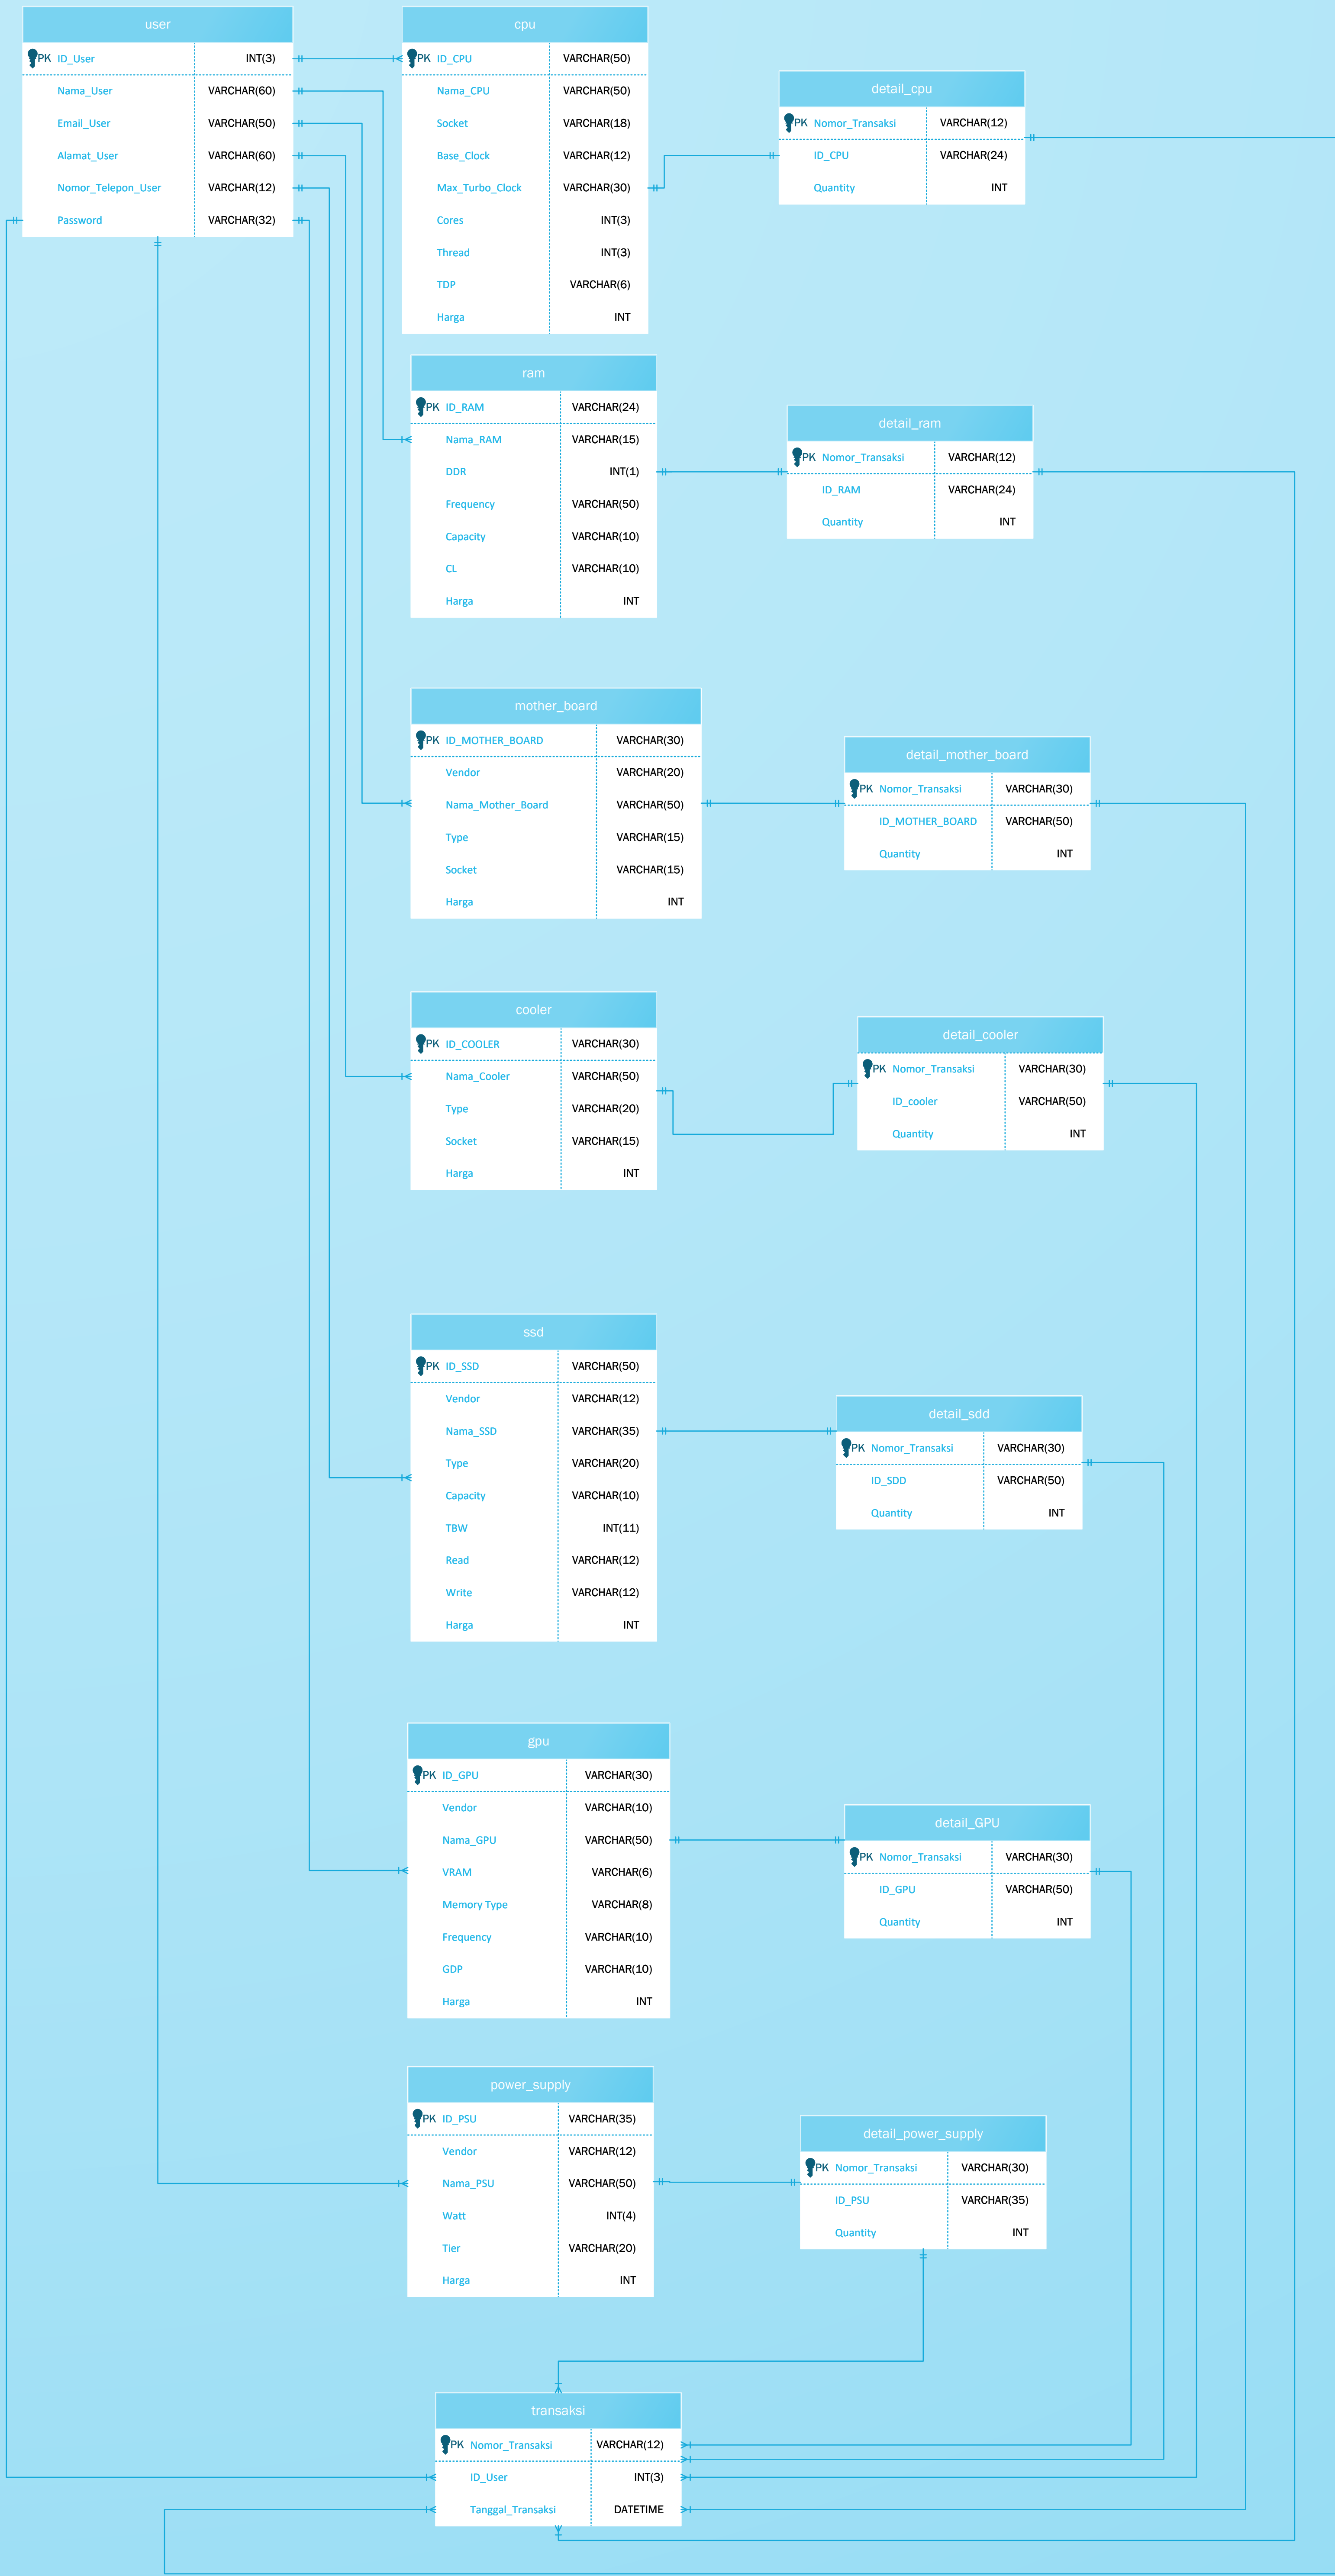 user
PK ID_User INT(3)
Nama_User VARCHAR(60)
Email_User VARCHAR(50)
Alamat_User VARCHAR(60)
Nomor_Telepon_User VARCHAR(12)
Password VARCHAR(32)
cpu
PK ID_CPU VARCHAR(50)
Nama_CPU VARCHAR(50)
Socket VARCHAR(18)
Base_Clock VARCHAR(12)
Max_Turbo_Clock VARCHAR(30)
Cores INT(3)
Thread INT(3)
TDP VARCHAR(6)
Harga INT
detail_cpu
PK Nomor_Transaksi VARCHAR(12)
ID_CPU VARCHAR(24)
Quantity INT
ram
PK ID_RAM VARCHAR(24)
Nama_RAM VARCHAR(15)
DDR INT(1)
Frequency VARCHAR(50)
Capacity VARCHAR(10)
CL VARCHAR(10)
Harga INT
detail_ram
PK Nomor_Transaksi VARCHAR(12)
ID_RAM VARCHAR(24)
Quantity INT
mother_board
PK ID_MOTHER_BOARD VARCHAR(30)
Vendor VARCHAR(20)
Nama_Mother_Board VARCHAR(50)
Type VARCHAR(15)
Socket VARCHAR(15)
Harga INT
detail_mother_board
PK Nomor_Transaksi VARCHAR(30)
ID_MOTHER_BOARD VARCHAR(50)
Quantity INT
cooler
PK ID_COOLER VARCHAR(30)
Nama_Cooler VARCHAR(50)
Type VARCHAR(20)
Socket VARCHAR(15)
Harga INT
detail_cooler
PK Nomor_Transaksi VARCHAR(30)
ID_cooler VARCHAR(50)
Quantity INT
ssd
PK ID_SSD VARCHAR(50)
Vendor VARCHAR(12)
Nama_SSD VARCHAR(35)
Type VARCHAR(20)
Capacity VARCHAR(10)
TBW INT(11)
Read VARCHAR(12)
Write VARCHAR(12)
Harga INT
detail_sdd
PK Nomor_Transaksi VARCHAR(30)
ID_SDD VARCHAR(50)
Quantity INT
gpu
PK ID_GPU VARCHAR(30)
Vendor VARCHAR(10)
Nama_GPU VARCHAR(50)
VRAM VARCHAR(6)
Memory Type VARCHAR(8)
Frequency VARCHAR(10)
GDP VARCHAR(10)
Harga INT
detail_GPU
PK Nomor_Transaksi VARCHAR(30)
ID_GPU VARCHAR(50)
Quantity INT
power_supply
PK ID_PSU VARCHAR(35)
Vendor VARCHAR(12)
Nama_PSU VARCHAR(50)
Watt INT(4)
Tier VARCHAR(20)
Harga INT
detail_power_supply
PK Nomor_Transaksi VARCHAR(30)
ID_PSU VARCHAR(35)
Quantity INT
transaksi
PK Nomor_Transaksi VARCHAR(12)
ID_User INT(3)
Tanggal_Transaksi DATETIME